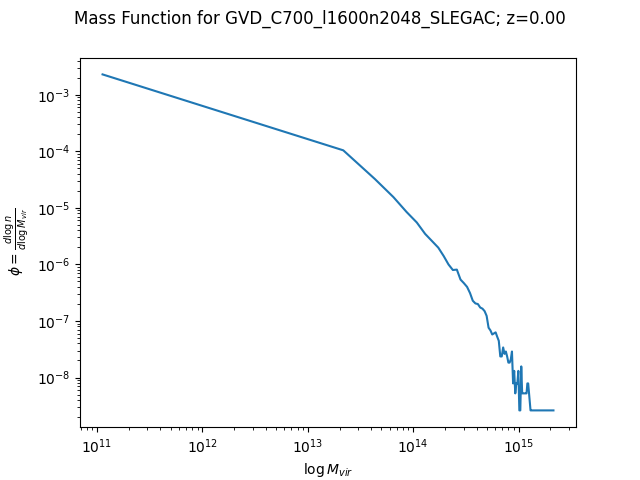 Mass Function for GVD_C700_l1600n2048_SLEGAC; z=0.00
10⁻³
10⁻⁴
10⁻⁵
10⁻⁶
10⁻⁷
10⁻⁸
ϕ = d log n / d log M_vir
10¹¹ 10¹² 10¹³ 10¹⁴ 10¹⁵
log M_vir